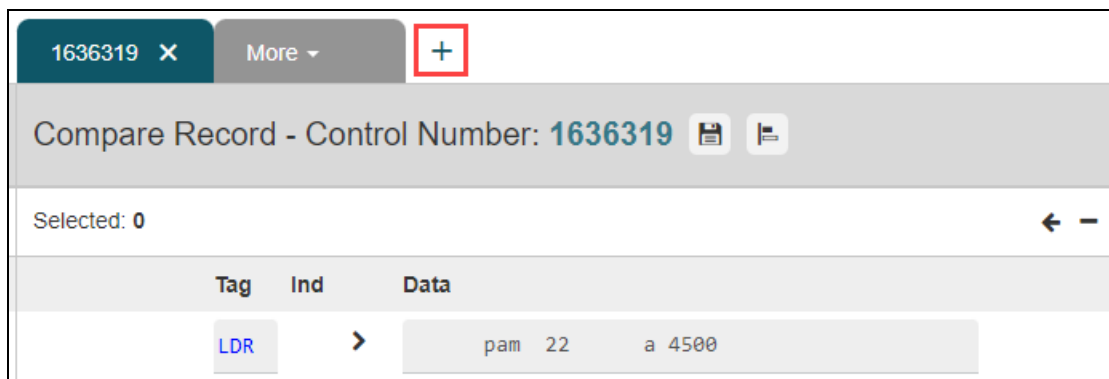 1636319 × More +
Compare Record - Control Number: 1636319
Selected: 0
Tag Ind Data
LDR pam 22 a 4500